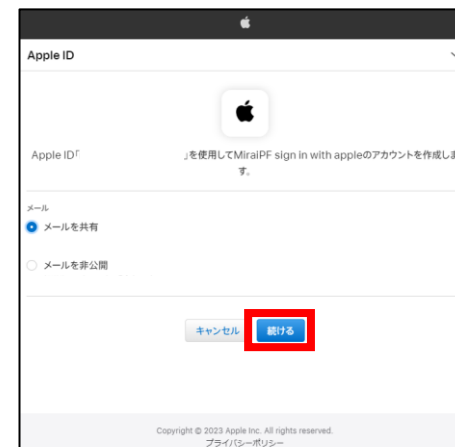 Apple ID
Apple ID「　　　　　」を使用してMiraiPF sign in with appleのアカウントを作成しま
す。
メール
メールを共有
メールを非公開
キャンセル 続ける
Copyright © 2023 Apple Inc. All rights reserved.
プライバシーポリシー